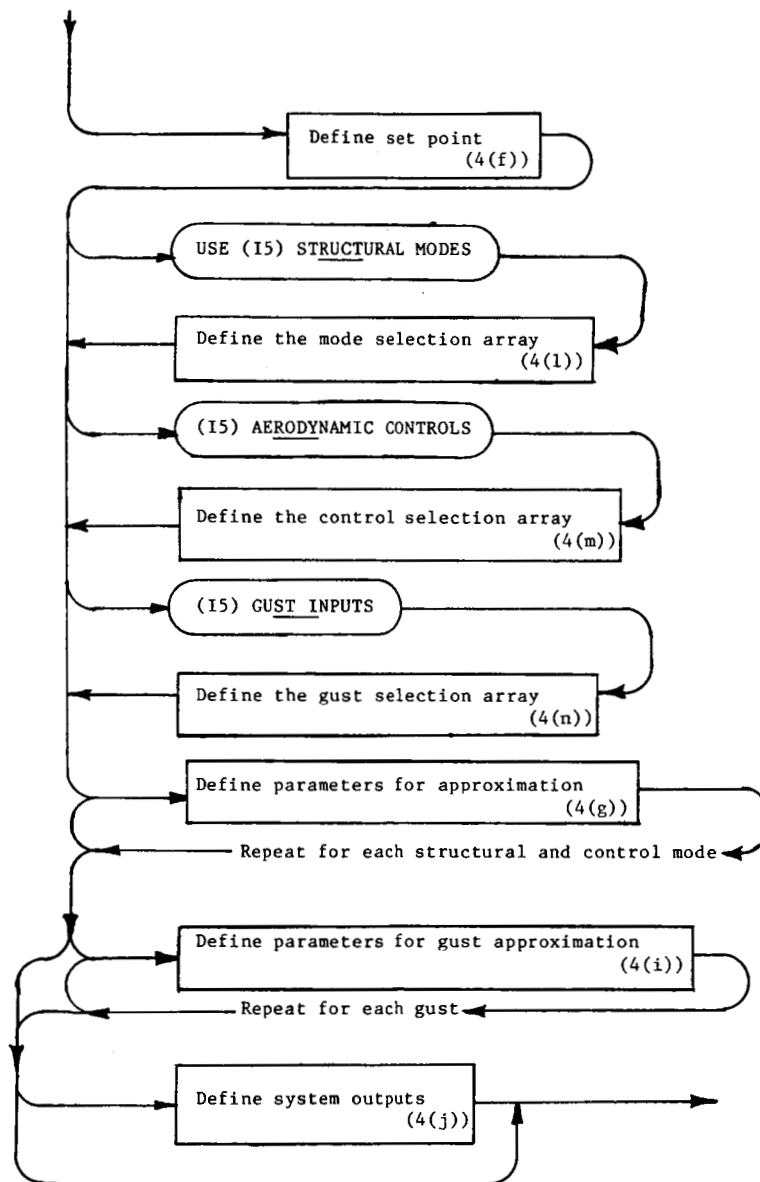 Define set point
(4(f))
USE (I5) STRUCTURAL MODES
Define the mode selection array
(4(l))
(I5) AERODYNAMIC CONTROLS
Define the control selection array
(4(m))
(I5) GUST INPUTS
Define the gust selection array
(4(n))
Define parameters for approximation
(4(g))
Repeat for each structural and control mode
Define parameters for gust approximation
(4(i))
Repeat for each gust
Define system outputs
(4(j))